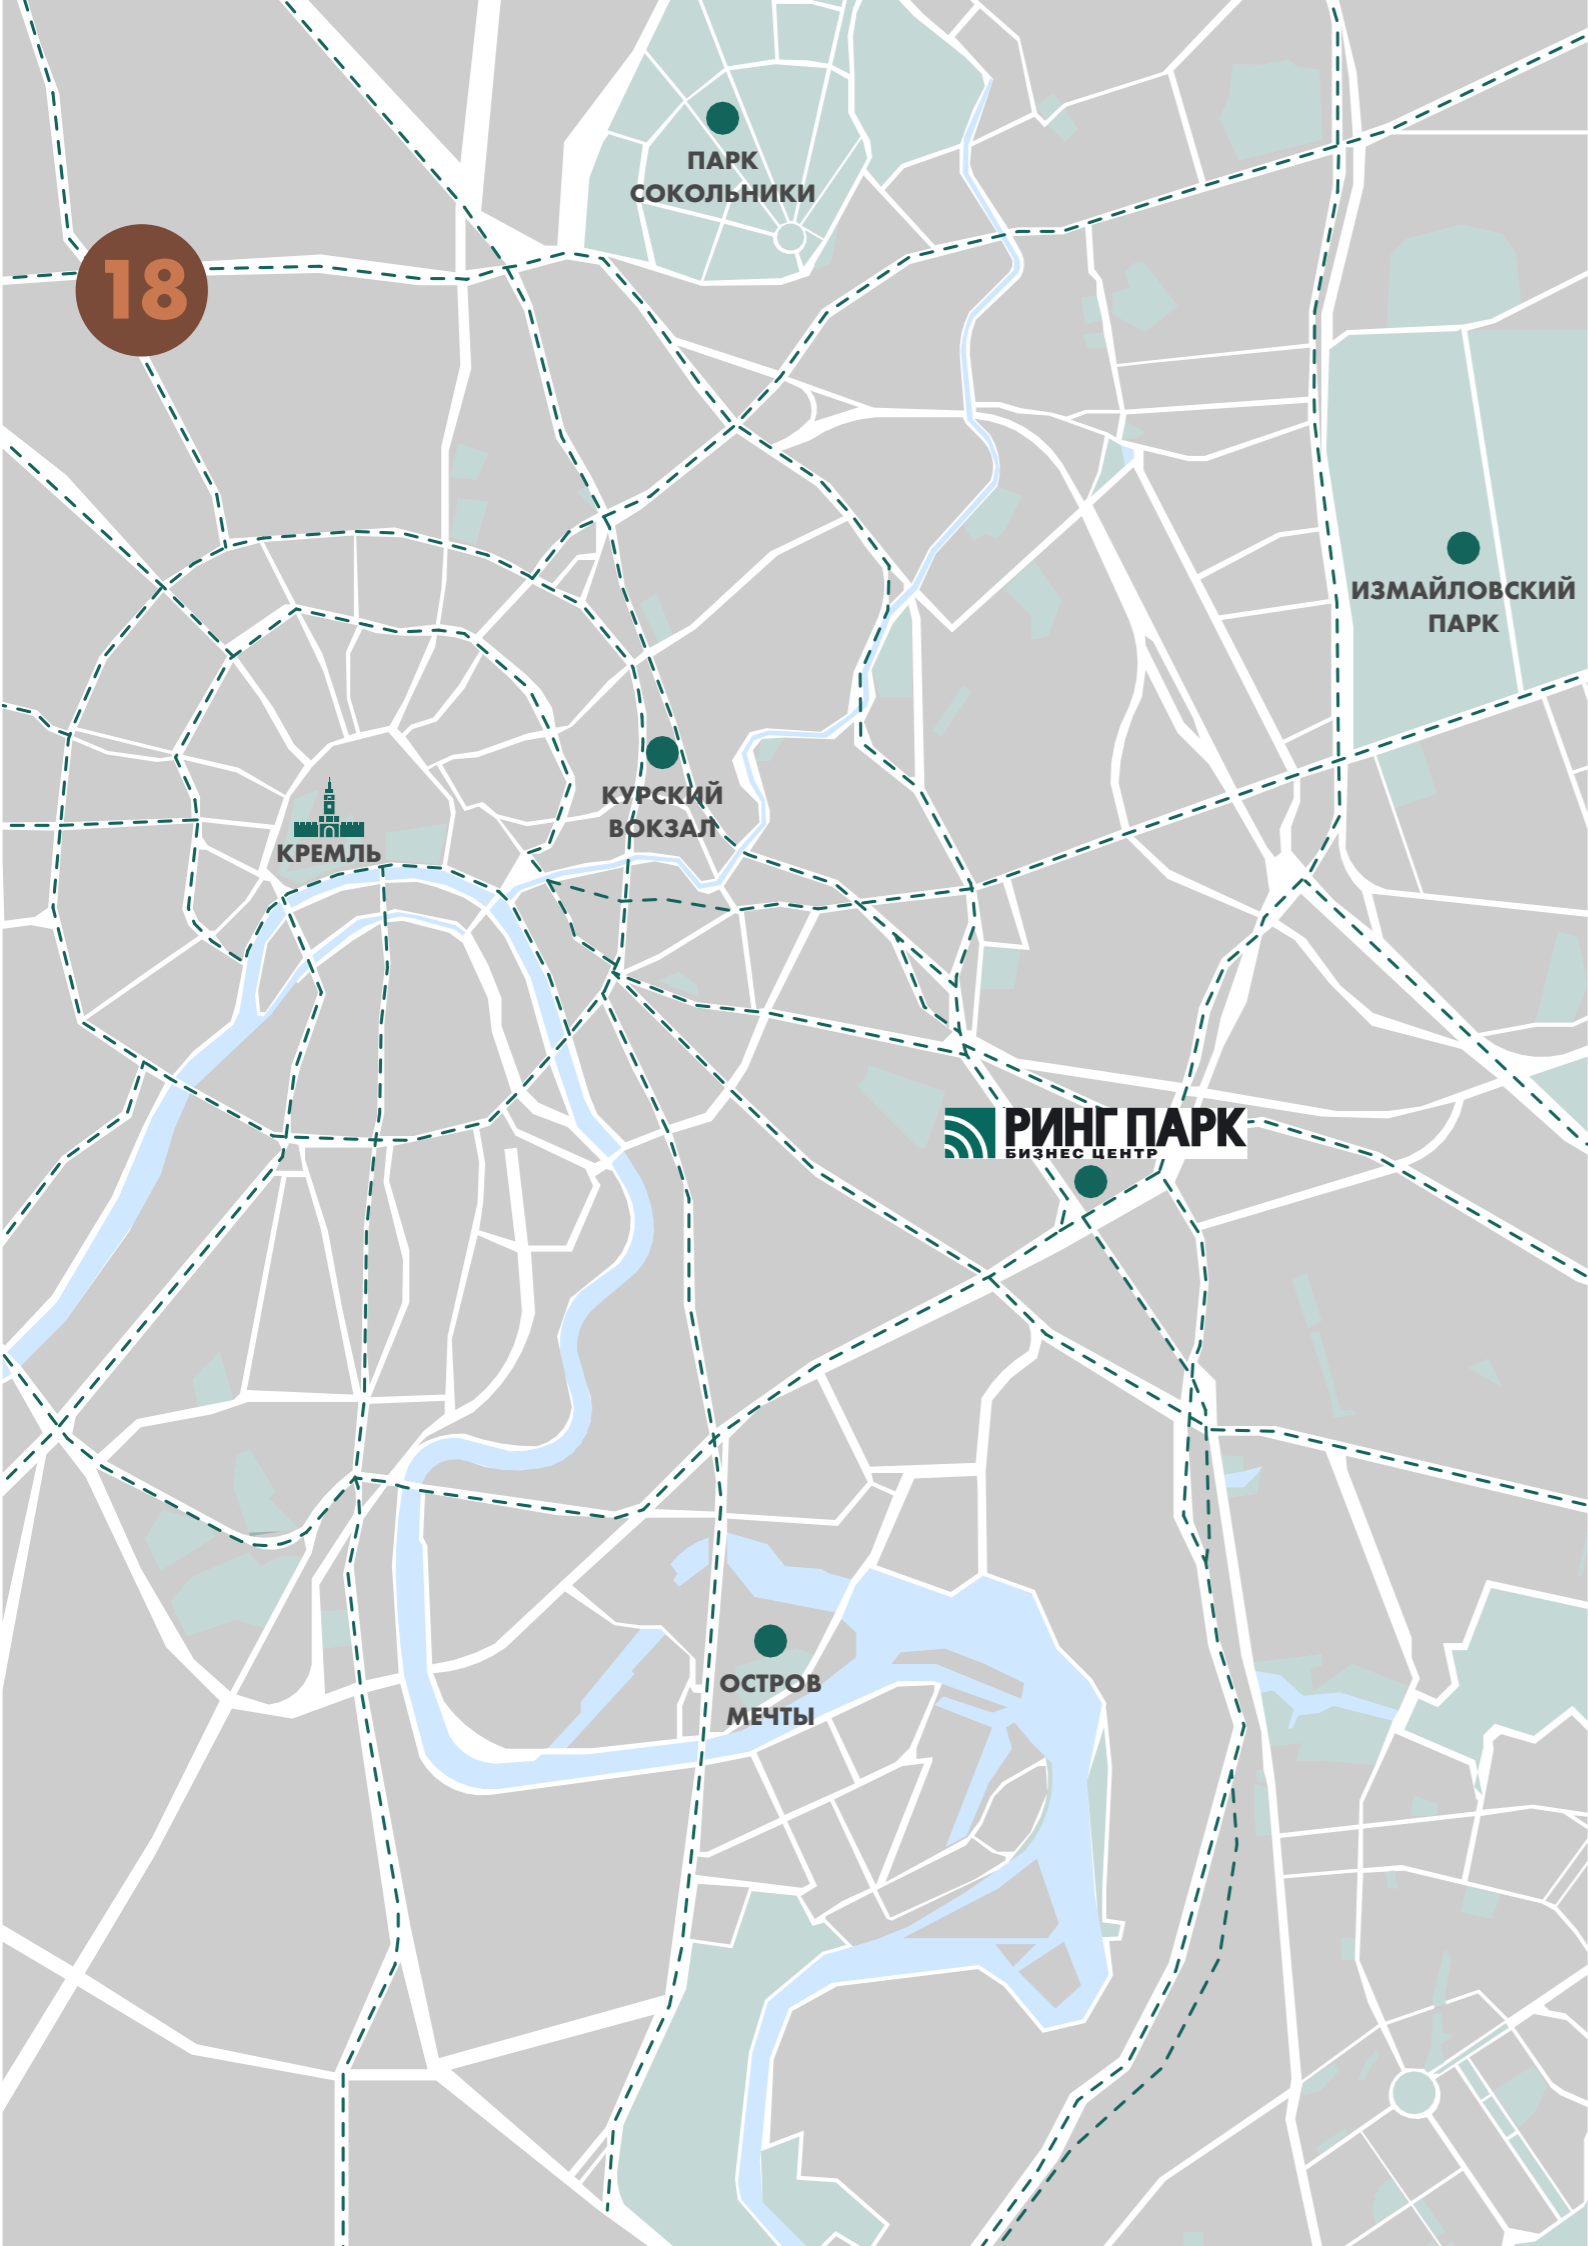 ПАРК
СОКОЛЬНИКИ
18
ИЗМАЙЛОВСКИЙ
ПАРК
КУРСКИЙ
ВОКЗАЛ
КРЕМЛЬ
РИНГ ПАРК
БИЗНЕС ЦЕНТР
ОСТРОВ
МЕЧТЫ